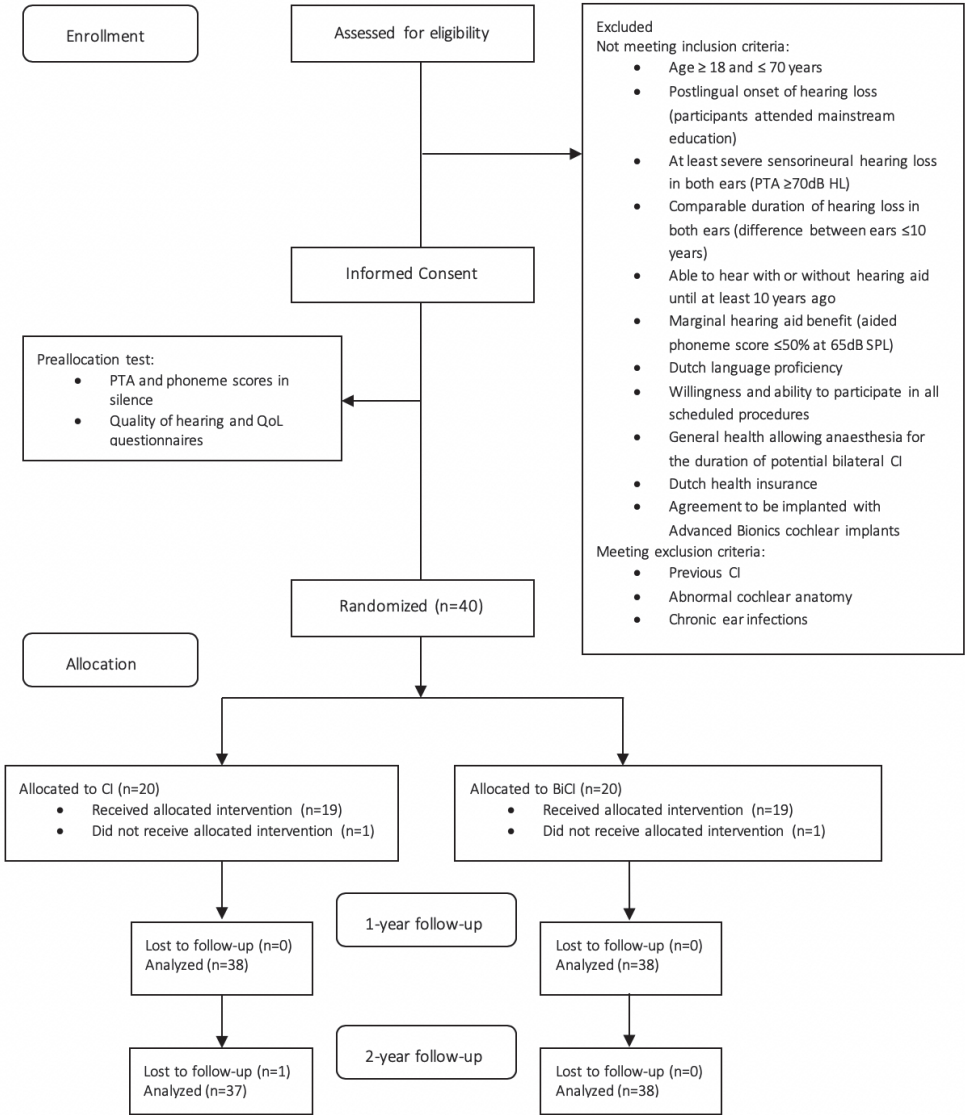 Enrollment
Assessed for eligibility
Excluded
Not meeting inclusion criteria:
• Age ≥ 18 and ≤ 70 years
• Postlingual onset of hearing loss
(participants attended mainstream
education)
• At least severe sensorineural hearing loss
in both ears (PTA ≥70dB HL)
• Comparable duration of hearing loss in
both ears (difference between ears ≤10
years)
• Able to hear with or without hearing aid
until at least 10 years ago
• Marginal hearing aid benefit (aided
phoneme score ≤50% at 65dB SPL)
• Dutch language proficiency
• Willingness and ability to participate in all
scheduled procedures
• General health allowing anaesthesia for
the duration of potential bilateral CI
• Dutch health insurance
• Agreement to be implanted with
Advanced Bionics cochlear implants
Meeting exclusion criteria:
• Previous CI
• Abnormal cochlear anatomy
• Chronic ear infections
Informed Consent
Preallocation test:
• PTA and phoneme scores in
silence
• Quality of hearing and QoL
questionnaires
Randomized (n=40)
Allocation
Allocated to CI (n=20)
• Received allocated intervention (n=19)
• Did not receive allocated intervention (n=1)
Allocated to BiCI (n=20)
• Received allocated intervention (n=19)
• Did not receive allocated intervention (n=1)
1-year follow-up
Lost to follow-up (n=0)
Analyzed (n=38)
Lost to follow-up (n=0)
Analyzed (n=38)
2-year follow-up
Lost to follow-up (n=1)
Analyzed (n=37)
Lost to follow-up (n=0)
Analyzed (n=38)